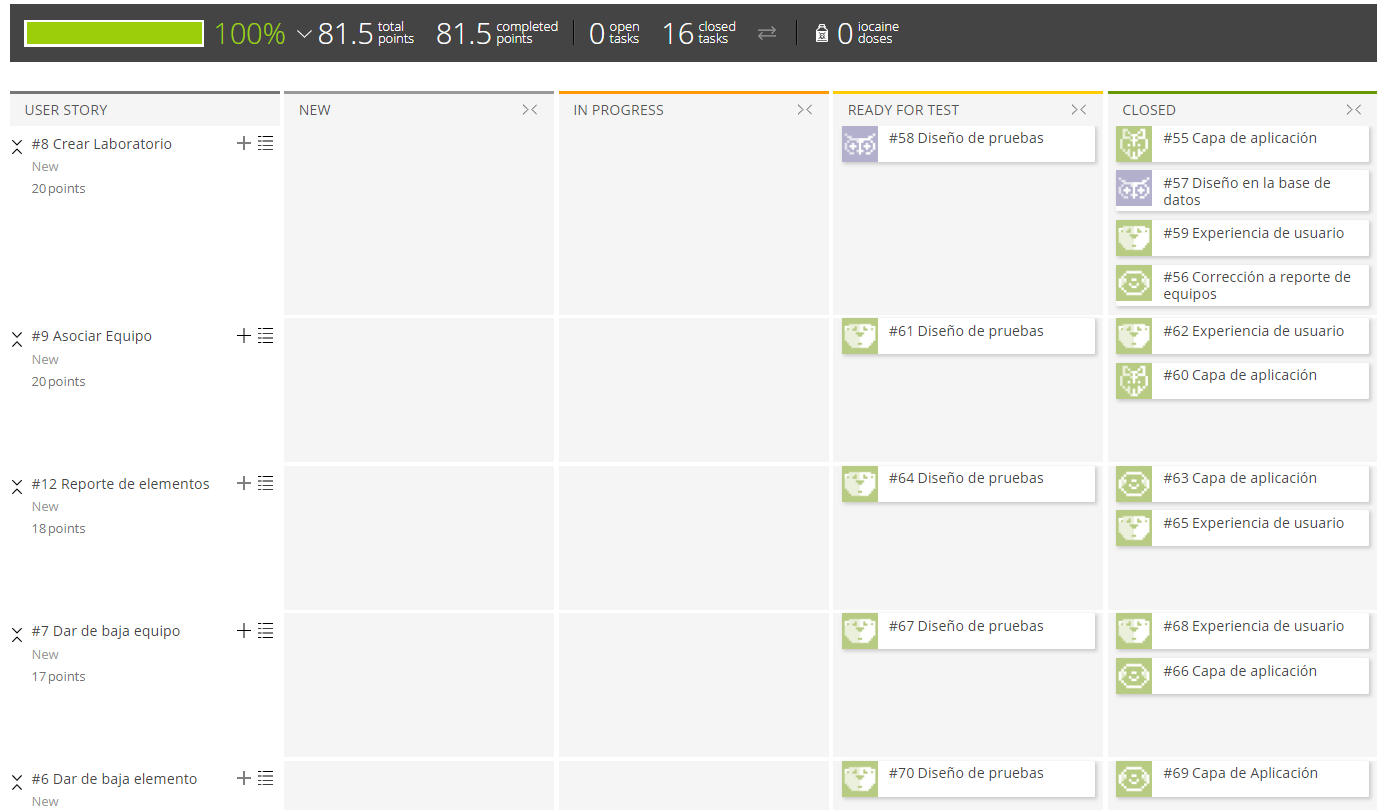 100% 81.5 total points 81.5 completed points 0 open tasks 16 closed tasks 0 iocaine doses
USER STORY NEW IN PROGRESS READY FOR TEST CLOSED
#8 Crear Laboratorio
New
20 points
#58 Diseño de pruebas
#55 Capa de aplicación
#57 Diseño en la base de
datos
#59 Experiencia de usuario
#56 Corrección a reporte de
equipos
#9 Asociar Equipo
New
20 points
#61 Diseño de pruebas
#62 Experiencia de usuario
#60 Capa de aplicación
#12 Reporte de elementos
New
18 points
#64 Diseño de pruebas
#63 Capa de aplicación
#65 Experiencia de usuario
#7 Dar de baja equipo
New
17 points
#67 Diseño de pruebas
#68 Experiencia de usuario
#66 Capa de aplicación
#6 Dar de baja elemento
New
#70 Diseño de pruebas
#69 Capa de Aplicación